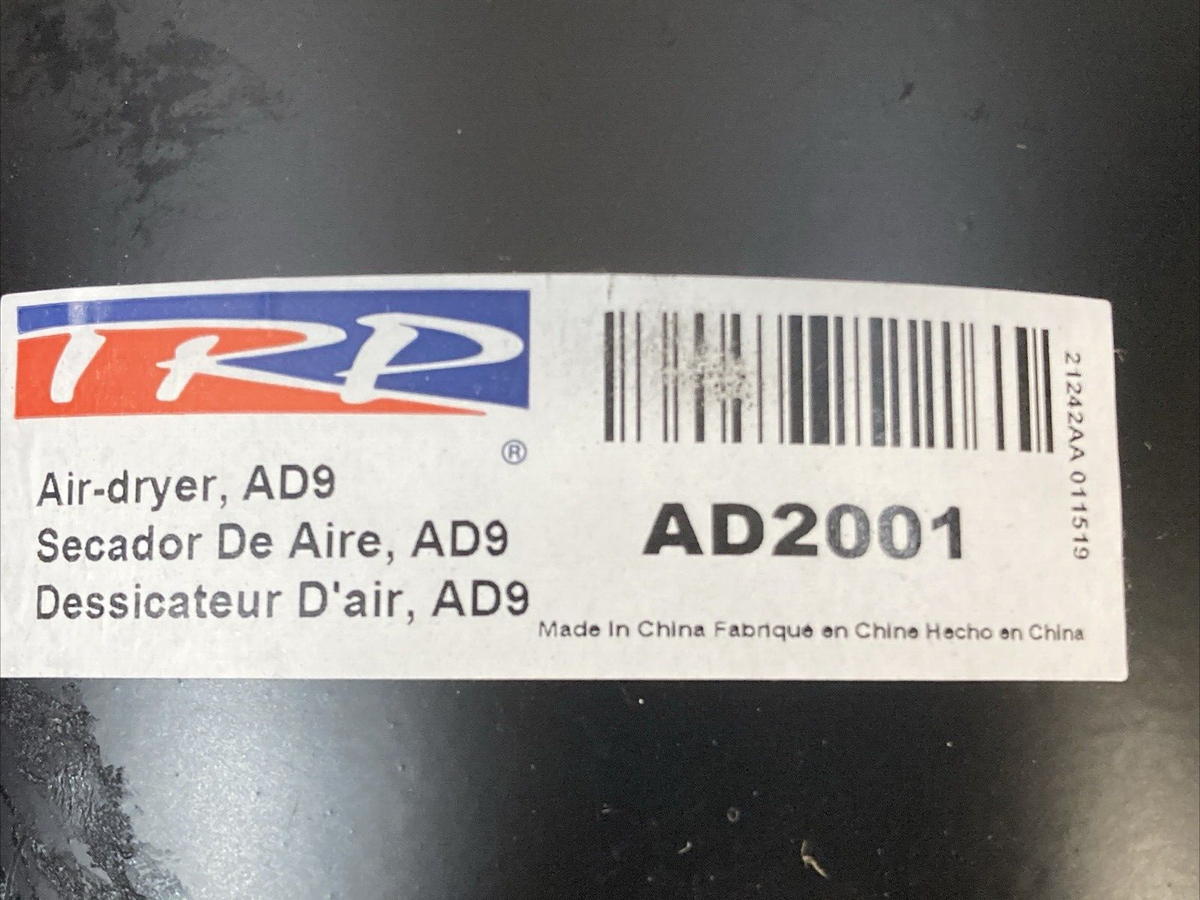 TRP
®
Air-dryer, AD9
Secador De Aire, AD9
Dessicateur D'air, AD9
AD2001
Made In China Fabriqué en Chine Hecho en China
21242AA 011519